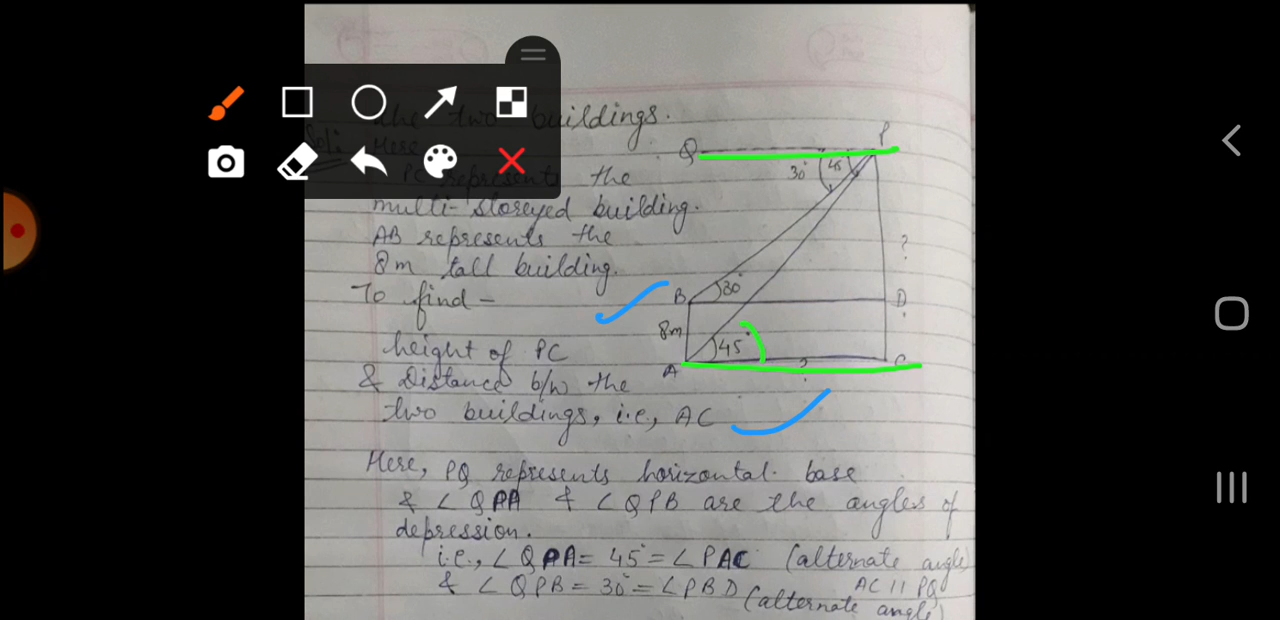 the two buildings.
Soln:
Here
PC represents the
multi-storeyed building.
AB represents the
8m tall building.
To find -
height of PC
& Distance b/w the
two buildings, i.e, AC
Q P
30° 45°
?
B 30° D
8m
45°
A ? C
Here, PQ represents horizontal base
& ∠QPA & ∠QPB are the angles of
depression.
i.e., ∠QPA = 45° = ∠PAC (alternate angle)
AC || PQ
& ∠QPB = 30° = ∠PBD (alternate angle)